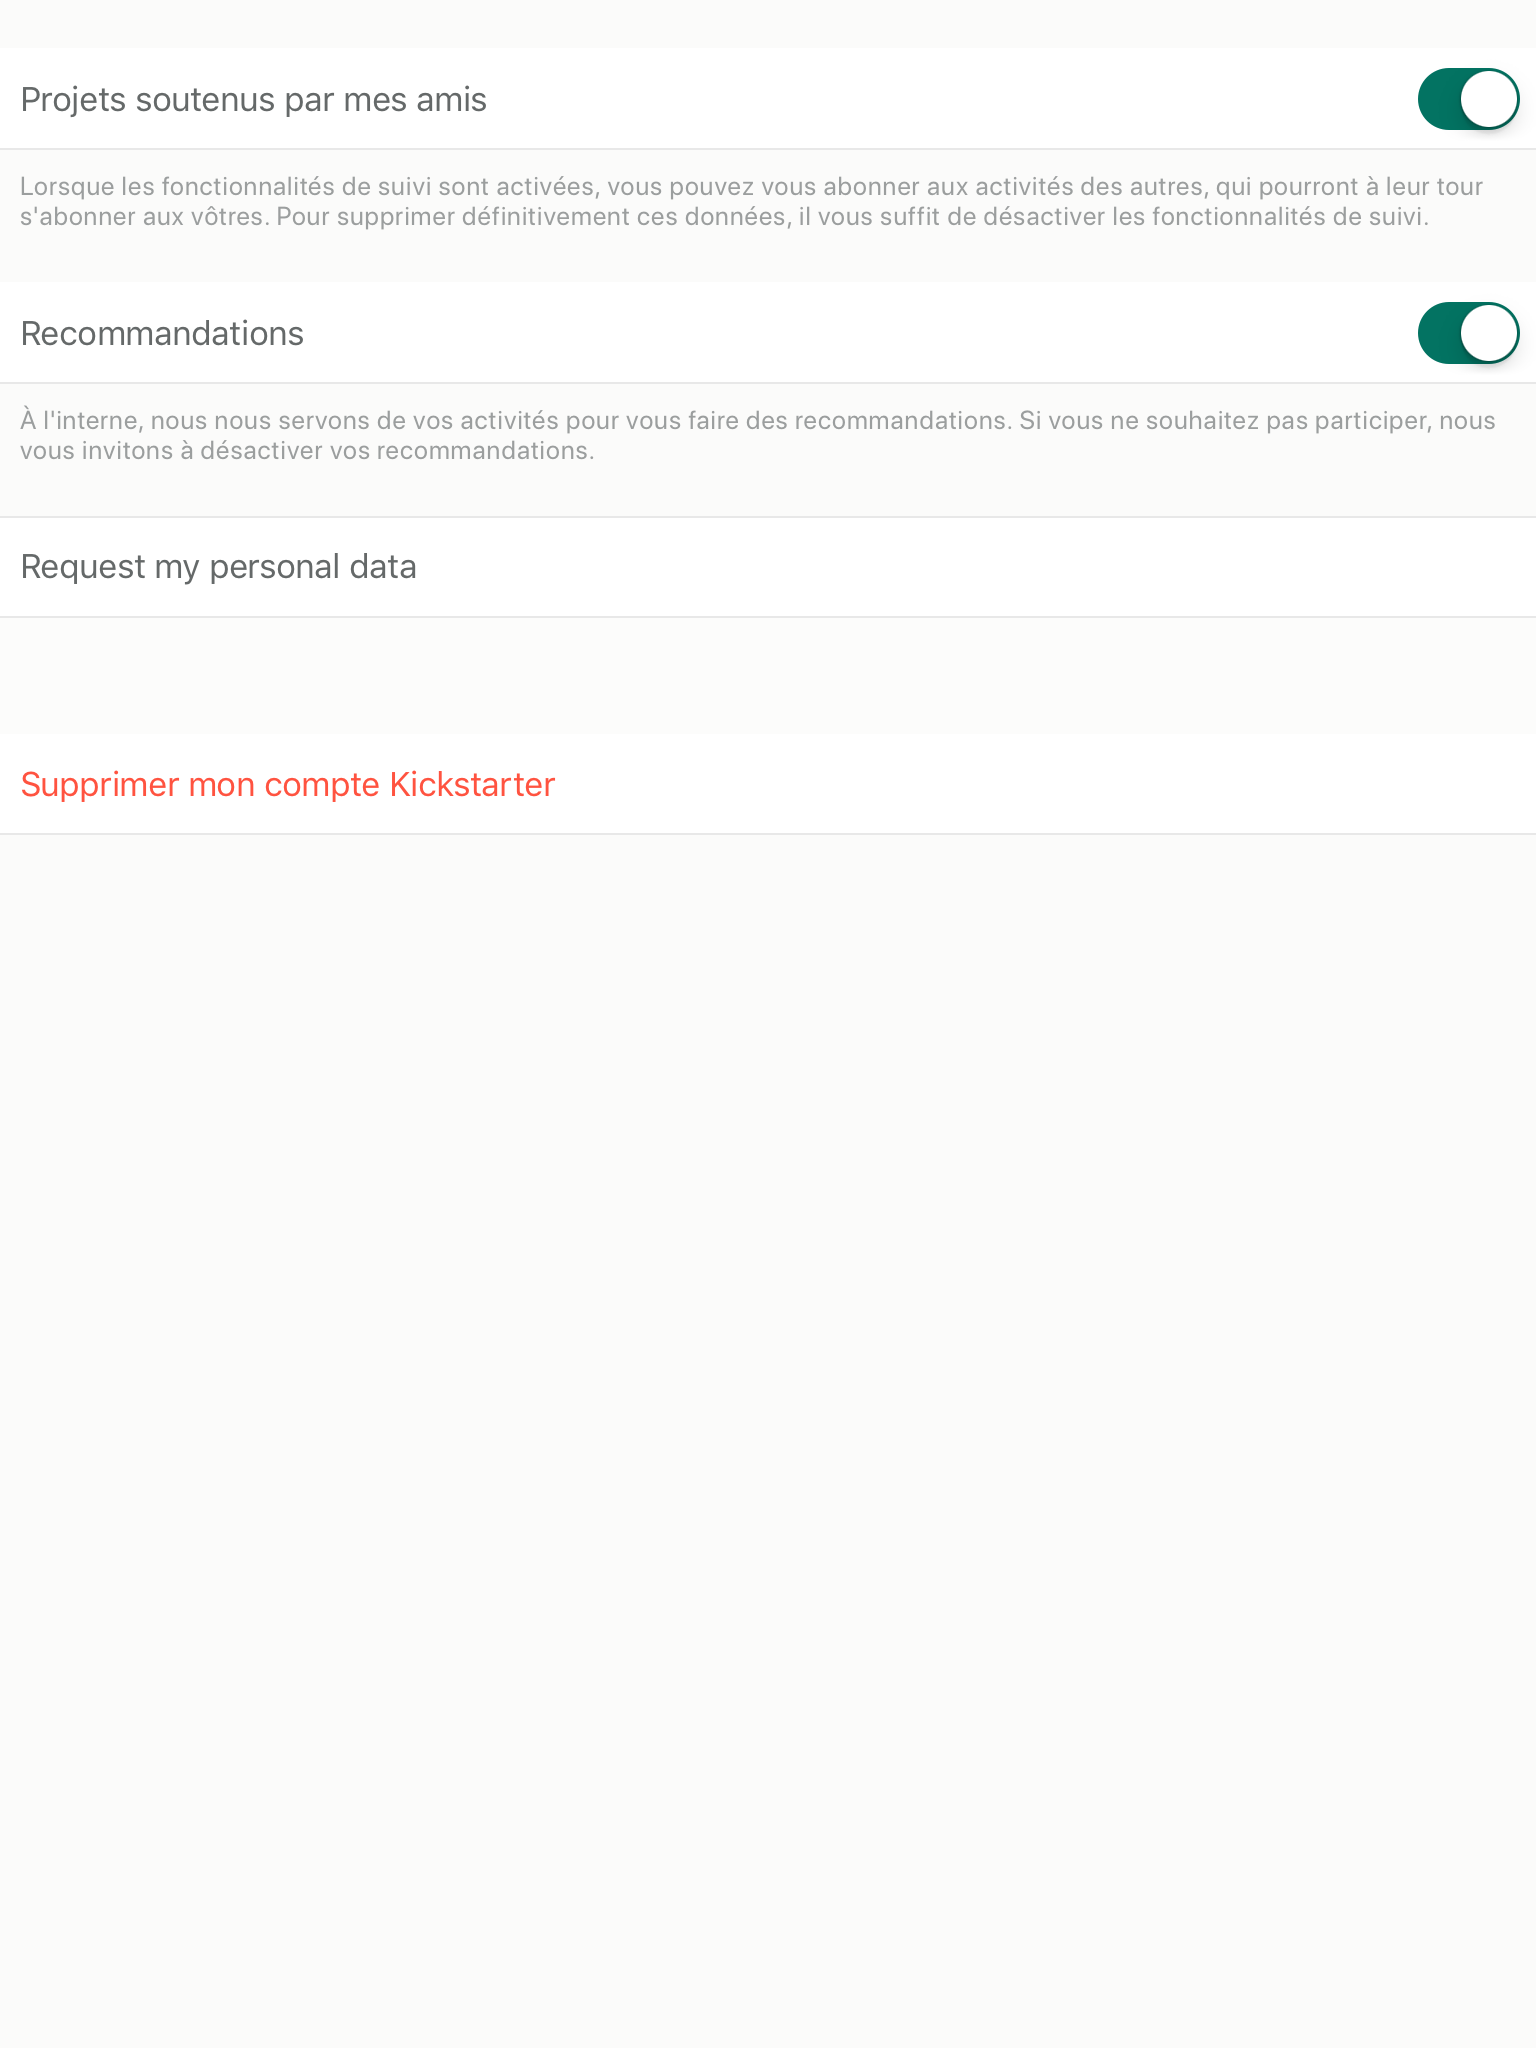 Projets soutenus par mes amis
Lorsque les fonctionnalités de suivi sont activées, vous pouvez vous abonner aux activités des autres, qui pourront à leur tour
s'abonner aux vôtres. Pour supprimer définitivement ces données, il vous suffit de désactiver les fonctionnalités de suivi.
Recommandations
À l'interne, nous nous servons de vos activités pour vous faire des recommandations. Si vous ne souhaitez pas participer, nous
vous invitons à désactiver vos recommandations.
Request my personal data
Supprimer mon compte Kickstarter